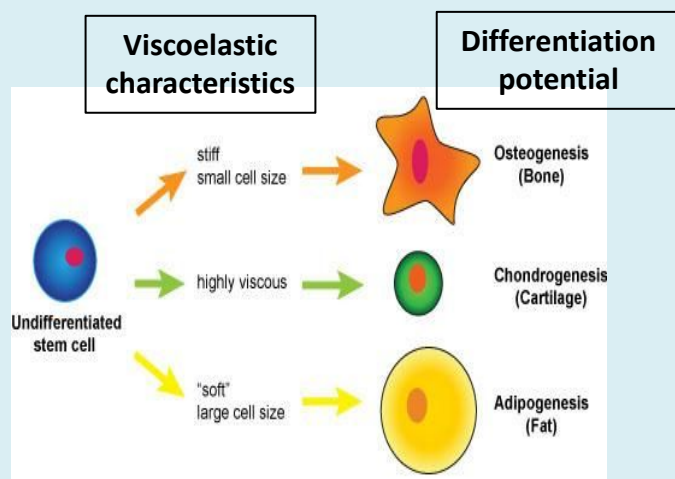 Viscoelastic
characteristics
Differentiation
potential
stiff
small cell size
Osteogenesis
(Bone)
highly viscous
Chondrogenesis
(Cartilage)
Undifferentiated
stem cell
"soft"
large cell size
Adipogenesis
(Fat)